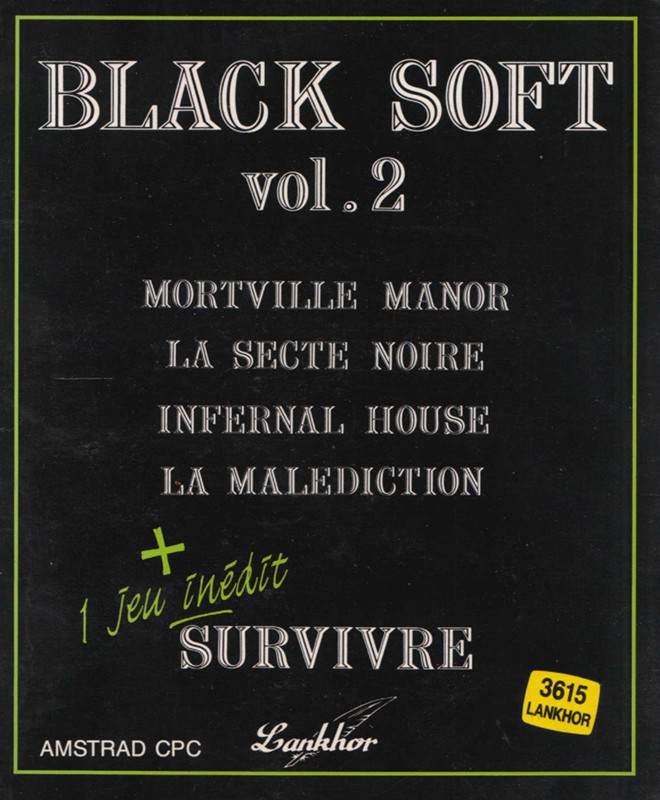 BLACK SOFT
vol.2
MORTVILLE MANOR
LA SECTE NOIRE
INFERNAL HOUSE
LA MALEDICTION
+
1 jeu inédit
SURVIVRE
3615
LANKHOR
AMSTRAD CPC
Lankhor